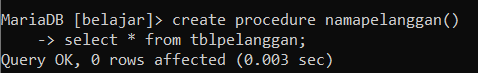 MariaDB [belajar]> create procedure namapelanggan()
    -> select * from tblpelanggan;
Query OK, 0 rows affected (0.003 sec)